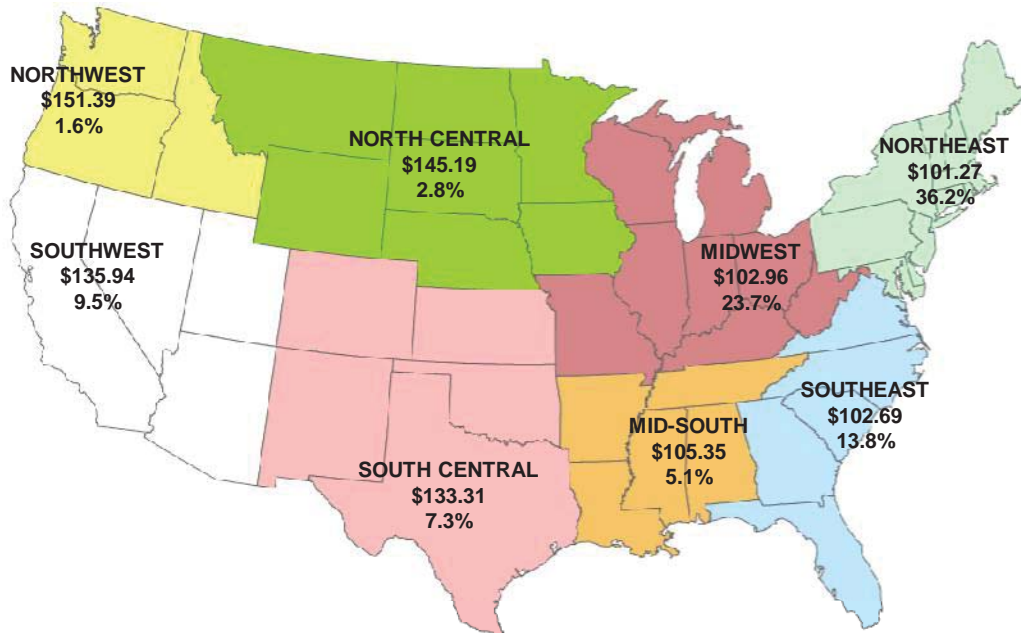 NORTHWEST
$151.39
1.6%
NORTH CENTRAL
$145.19
2.8%
NORTHEAST
$101.27
36.2%
SOUTHWEST
$135.94
9.5%
MIDWEST
$102.96
23.7%
SOUTHEAST
$102.69
13.8%
MID-SOUTH
$105.35
5.1%
SOUTH CENTRAL
$133.31
7.3%